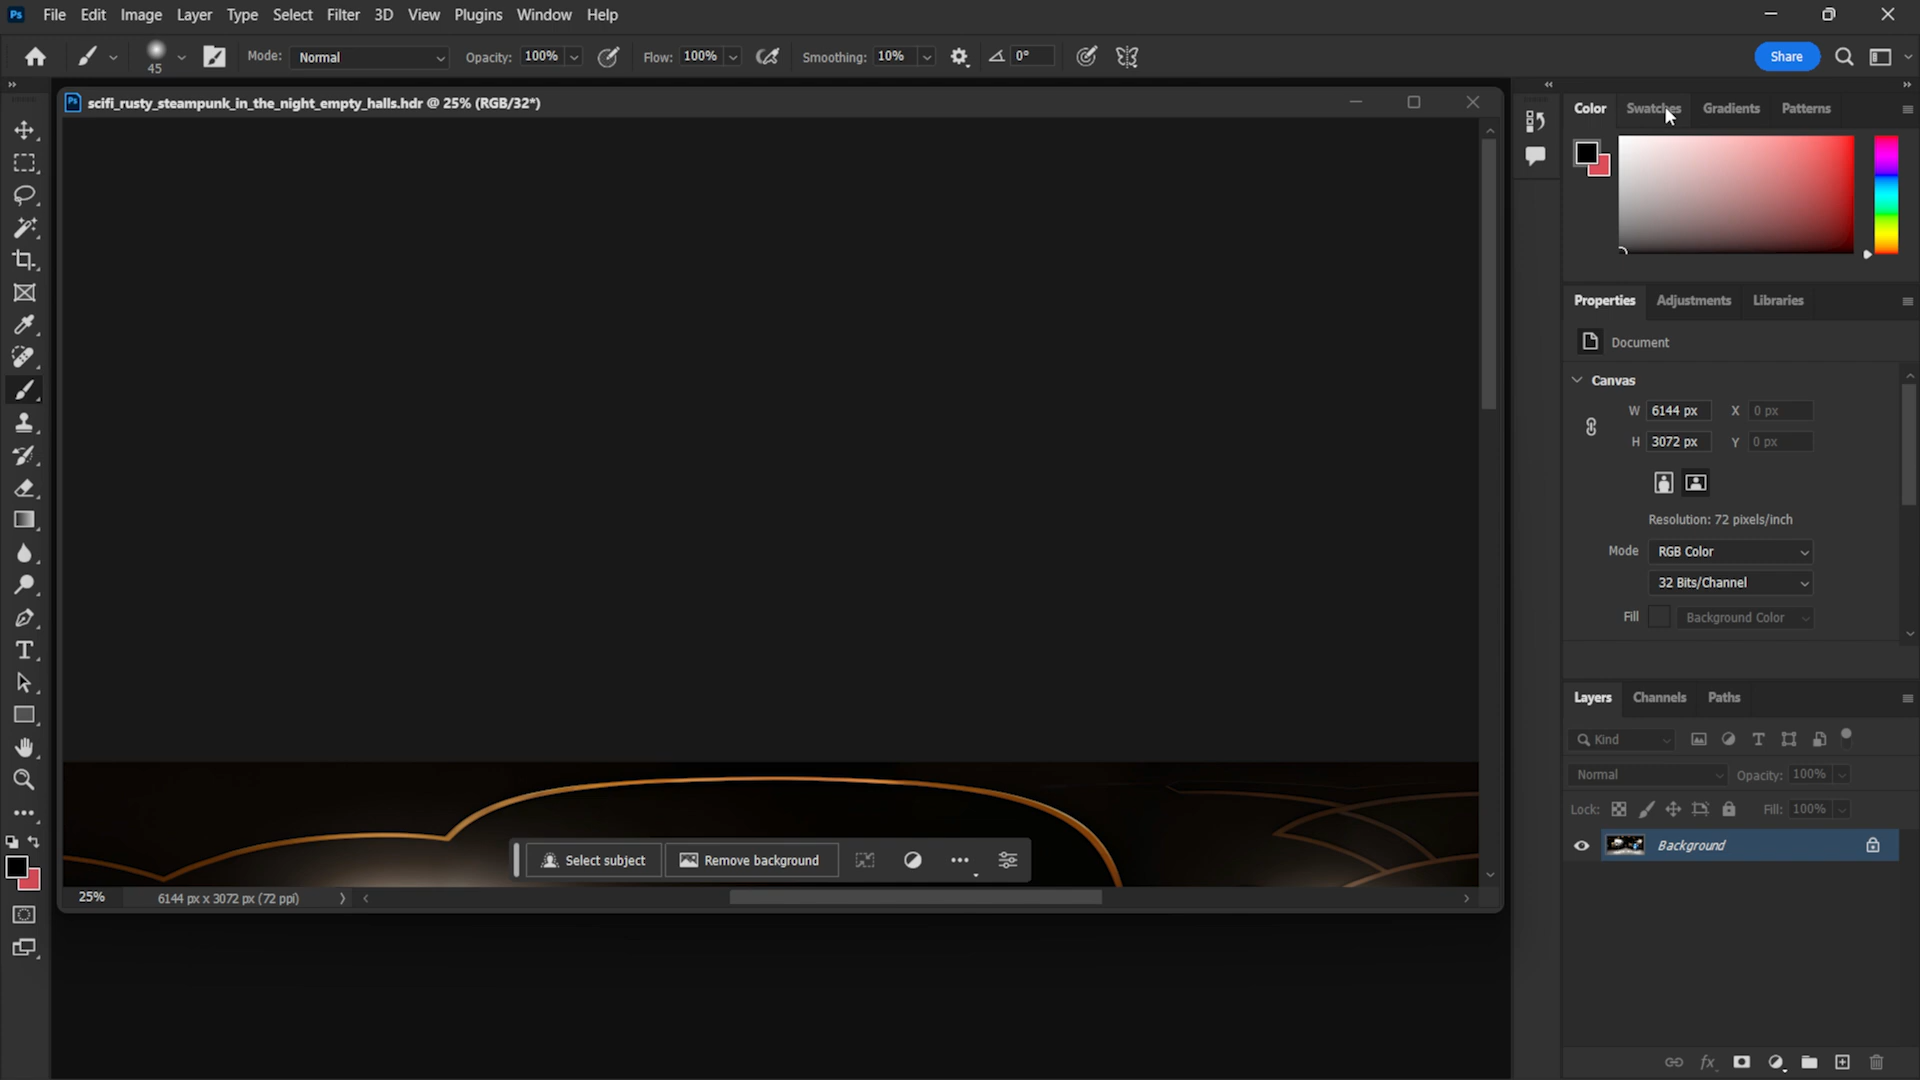 Ps File Edit Image Layer Type Select Filter 3D View Plugins Window Help
45 Mode: Normal Opacity: 100% Flow: 100% Smoothing: 10% 0° Share
scifi_rusty_steampunk_in_the_night_empty_halls.hdr @ 25% (RGB/32*)
Color Swatches Gradients Patterns
Properties Adjustments Libraries
Document
Canvas
W 6144 px X 0 px
H 3072 px Y 0 px
Resolution: 72 pixels/inch
Mode RGB Color
32 Bits/Channel
Fill Background Color
Layers Channels Paths
Kind
Normal Opacity: 100%
Lock: Fill: 100%
Background
Select subject Remove background
25% 6144 px x 3072 px (72 ppi)